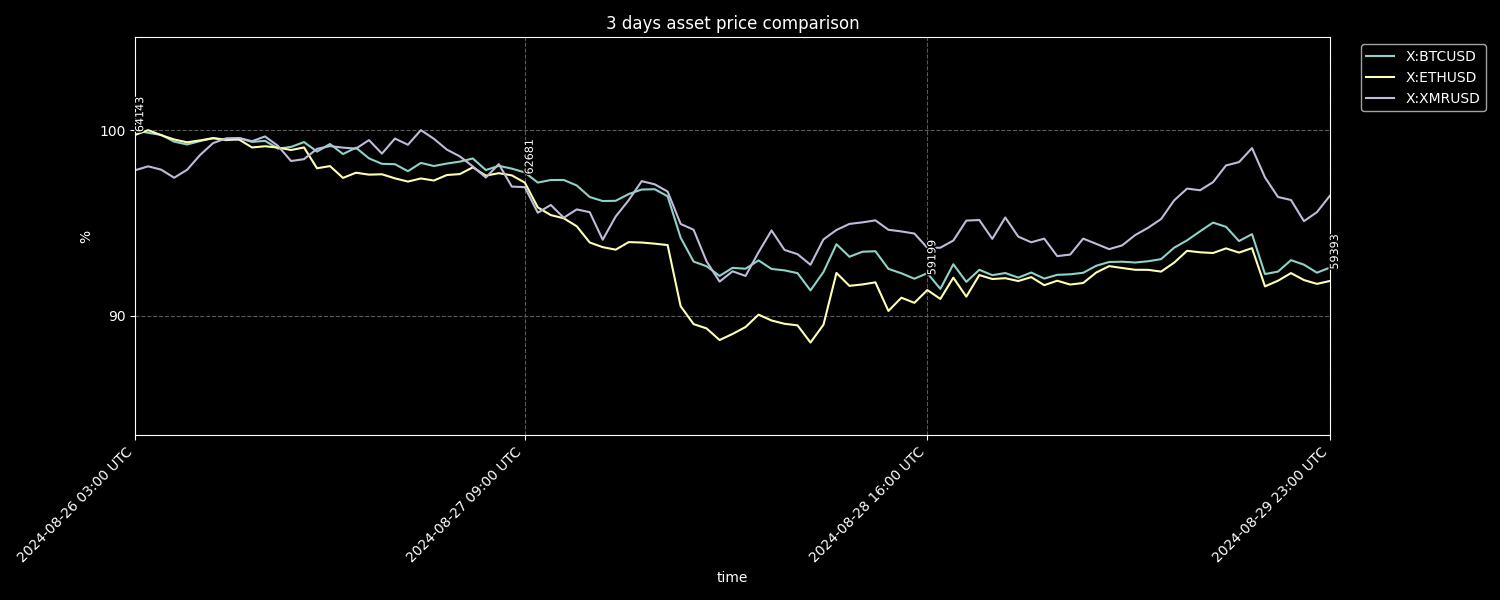 3 days asset price comparison
X:BTCUSD
X:ETHUSD
X:XMRUSD
64143
100
62681
%
59199
59393
90
2024-08-26 03:00 UTC
2024-08-27 09:00 UTC
2024-08-28 16:00 UTC
2024-08-29 23:00 UTC
time